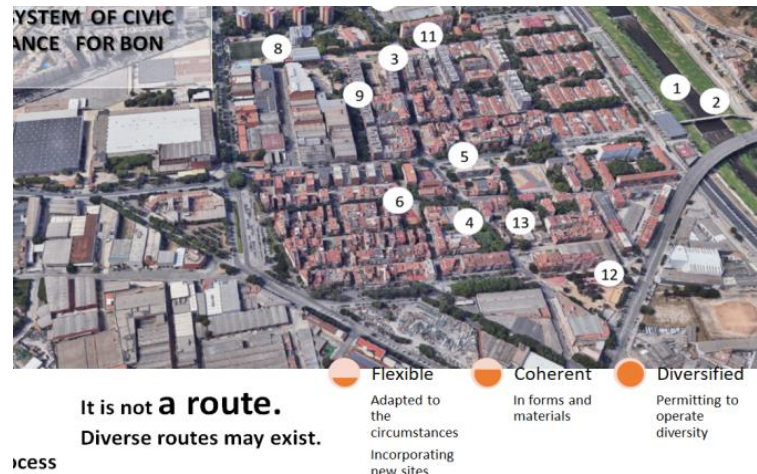 YSTEM OF CIVIC
ANCE FOR BON
8
11
3
9
1
2
5
6
4
13
12
It is not a route.
Diverse routes may exist.
ocess
Flexible
Adapted to
the
circumstances
Incorporating
new sites
Coherent
In forms and
materials
Diversified
Permitting to
operate
diversity